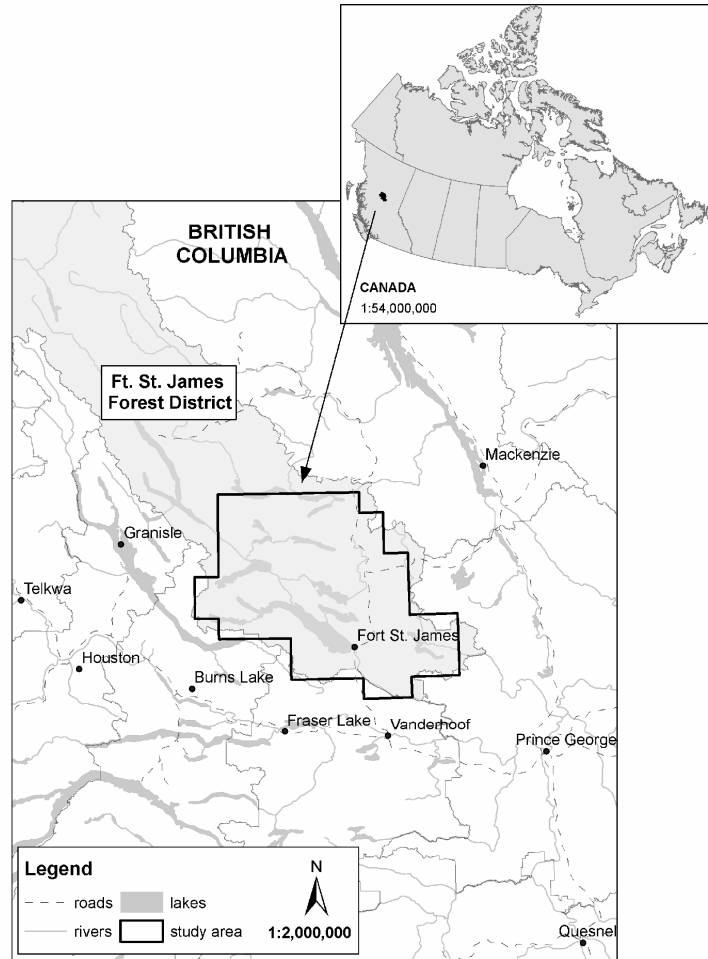 CANADA
1:54,000,000
BRITISH
COLUMBIA
Ft. St. James
Forest District
Mackenzie
Granisle
Telkwa
Fort St. James
Houston
Burns Lake
Fraser Lake
Vanderhoof
Prince George
Quesnel
Legend
roads
lakes
rivers
study area
N
1:2,000,000